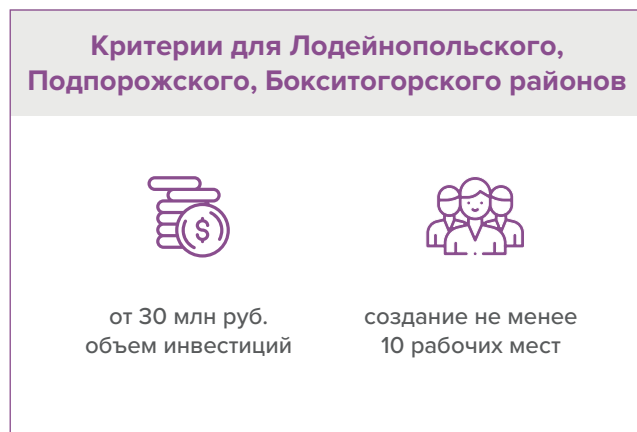 Критерии для Лодейнопольского,
Подпорожского, Бокситогорского районов
$
от 30 млн руб.
объем инвестиций
создание не менее
10 рабочих мест